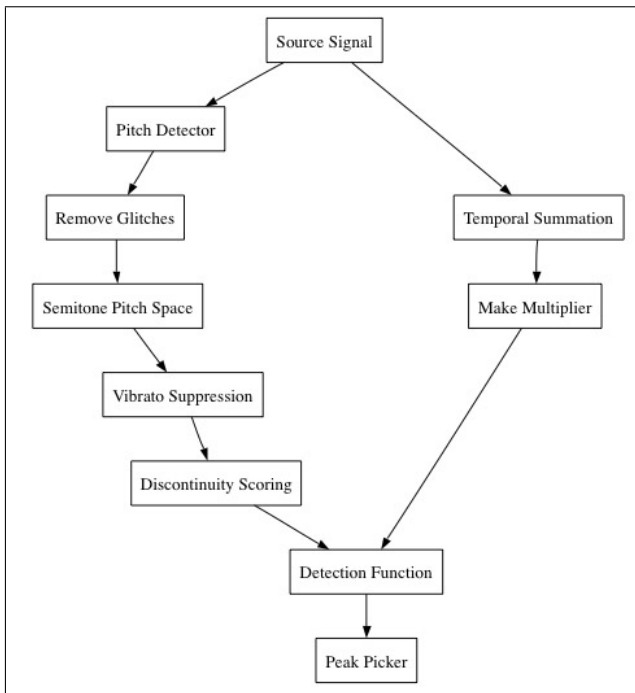 Source Signal
Pitch Detector
Remove Glitches
Temporal Summation
Semitone Pitch Space
Make Multiplier
Vibrato Suppression
Discontinuity Scoring
Detection Function
Peak Picker